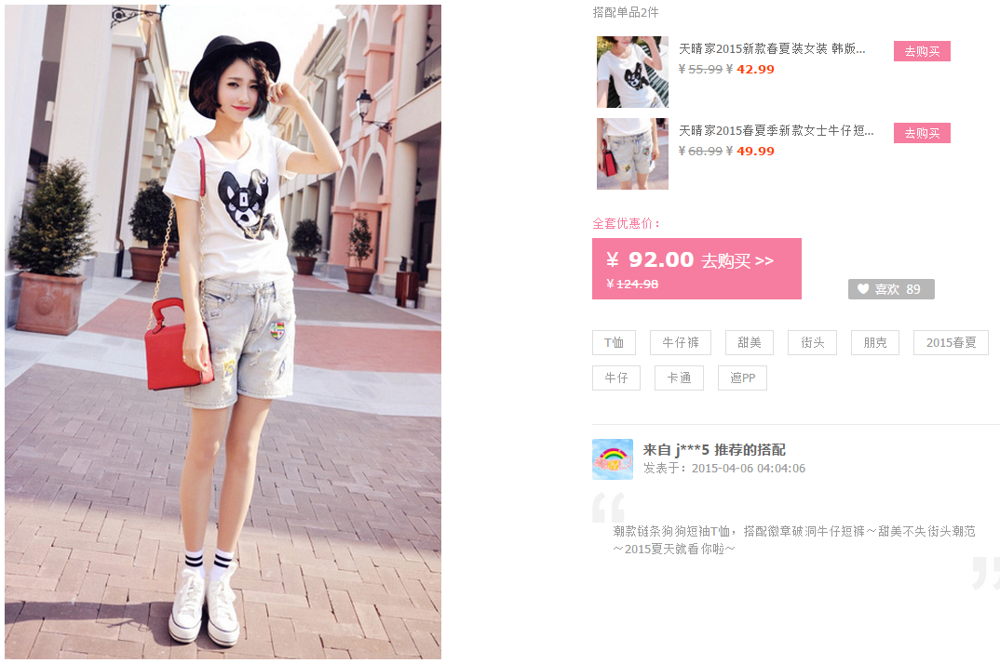 搭配单品2件
天晴家2015新款春夏装女装 韩版...
去购买
¥ 55.99 ¥ 42.99
天晴家2015春夏季新款女士牛仔短...
去购买
¥ 68.99 ¥ 49.99
全套优惠价：
¥ 92.00 去购买 >>
¥ 124.98
喜欢 89
T恤
牛仔裤
甜美
街头
朋克
2015春夏
牛仔
卡通
遮PP
来自 j***5 推荐的搭配
发表于：2015-04-06 04:04:06
“
潮款链条狗狗短袖T恤，搭配徽章破洞牛仔短裤～甜美不失街头潮范
～2015夏天就看你啦～
”